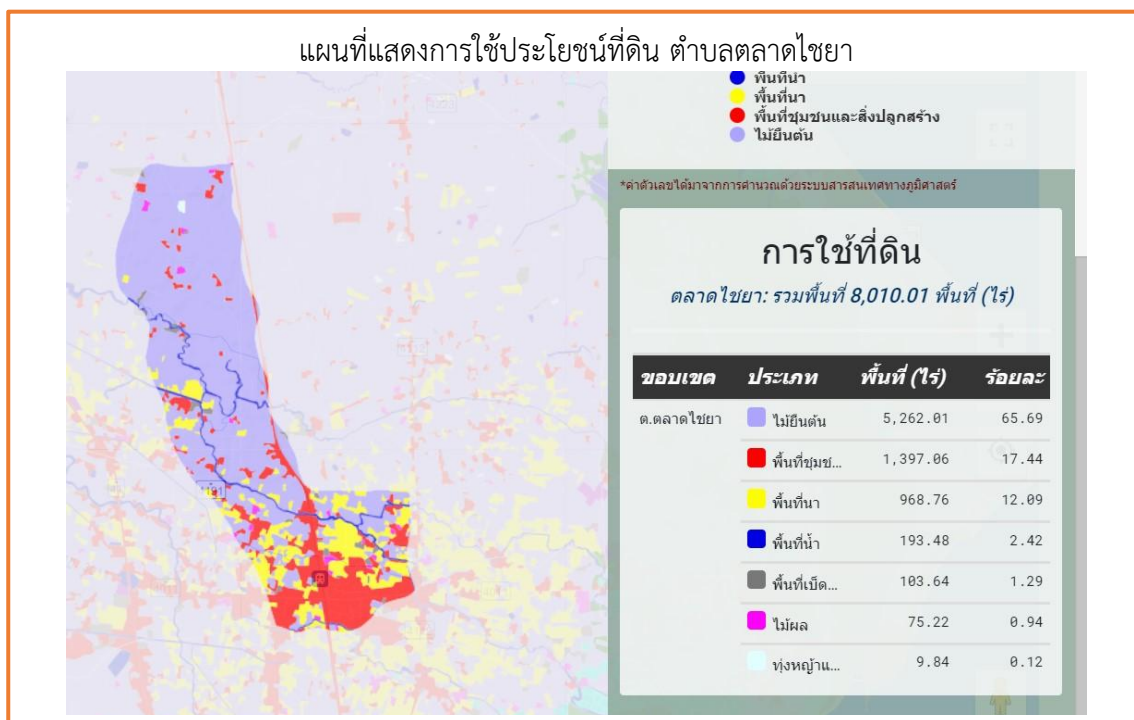 แผนที่แสดงการใช้ประโยชน์ที่ดิน ตำบลตลาดไชยา
พื้นที่น้ำ
พื้นที่นา
พื้นที่ชุมชนและสิ่งปลูกสร้าง
ไม้ยืนต้น
*ค่าตัวเลขได้มาจากการคำนวณด้วยระบบสารสนเทศทางภูมิศาสตร์
การใช้ที่ดิน
ตลาดไชยา: รวมพื้นที่ 8,010.01 พื้นที่ (ไร่)
ขอบเขต ประเภท พื้นที่ (ไร่) ร้อยละ
ต.ตลาดไชยา ไม้ยืนต้น 5,262.01 65.69
พื้นที่ชุมช... 1,397.06 17.44
พื้นที่นา 968.76 12.09
พื้นที่น้ำ 193.48 2.42
พื้นที่เบ็ด... 103.64 1.29
ไม้ผล 75.22 0.94
ทุ่งหญ้าแ... 9.84 0.12